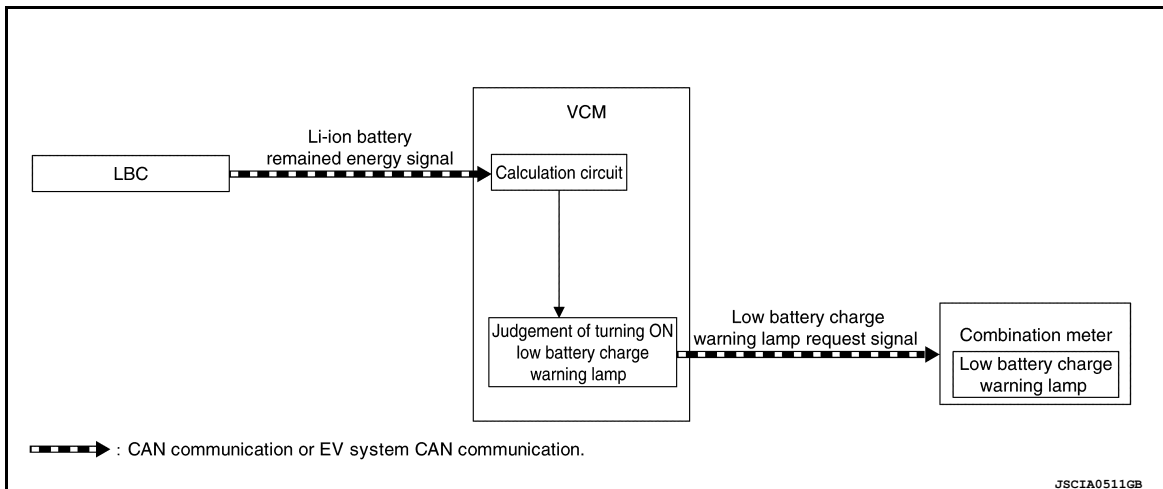 VCM
Li-ion battery
remained energy signal
LBC
Calculation circuit
Judgement of turning ON
low battery charge
warning lamp
Low battery charge
warning lamp request signal
Combination meter
Low battery charge
warning lamp
: CAN communication or EV system CAN communication.
JSCIA0511GB